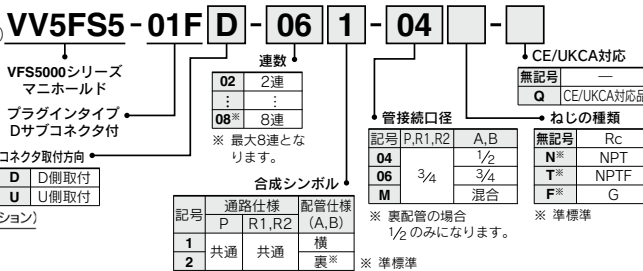 VV5FS5-01F D-06 1-04 -
VFS5000シリーズ
マニホールド
プラグインタイプ
Dサブコネクタ付
コネクタ取付方向
D D側取付
U U側取付
ション)
連数
02 2連
⋮ ⋮
08※ 8連
※ 最大8連とな
ります。
合成シンボル
記号 通路仕様 配管仕様
P R1,R2 (A,B)
1 共通 共通 横
2 裏※
※ 準標準
管接続口径
記号 P,R1,R2 A,B
04 3/4 1/2
06 3/4
M 混合
※ 裏配管の場合
1/2 のみになります。
CE/UKCA対応
無記号 —
Q CE/UKCA対応品
ねじの種類
無記号 Rc
N※ NPT
T※ NPTF
F※ G
※ 準標準